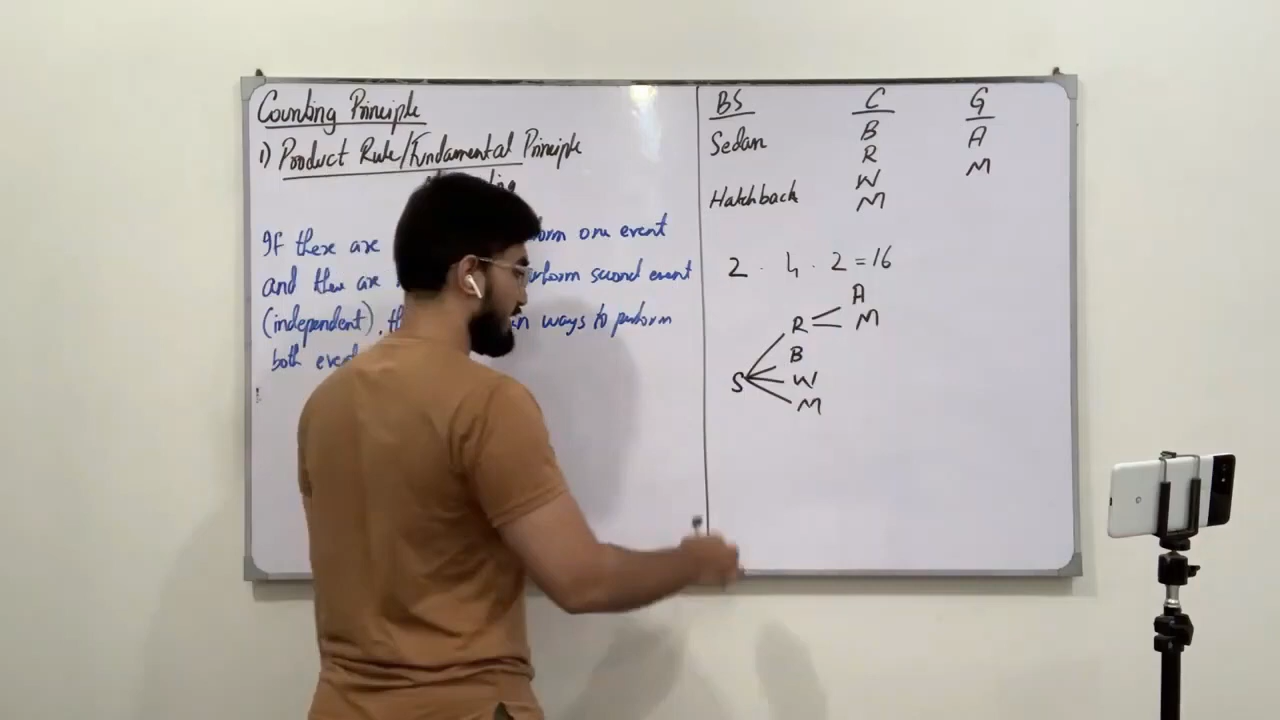 Counting Principle
1) Product Rule/Fundamental Principle
If there are
orm one event
and there are
rform second event
(independent), th
n ways to perform
both eve
BS C G
Sedan B A
R M
W
Hatchback M
2 . 4 . 2 = 16
A
R M
B
S W
M